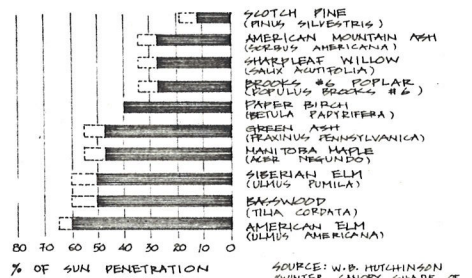 SCOTCH PINE
(PINUS SILVESTRIS)
AMERICAN MOUNTAIN ASH
(SORBUS AMERICANA)
SHARPLEAF WILLOW
(SALIX ACUTIFOLIA)
BROOKS #6 POPLAR
(POPULUS BROOKS #6)
PAPER BIRCH
(BETULA PAPYRIFERA)
GREEN ASH
(FRAXINUS PENNSYLVANICA)
MANITOBA MAPLE
(ACER NEGUNDO)
SIBERIAN ELM
(ULMUS PUMILA)
BASSWOOD
(TILIA CORDATA)
AMERICAN ELM
(ULMUS AMERICANA)
80 70 60 50 40 30 20 10 0
% OF SUN PENETRATION
SOURCE: W.B. HUTCHINSON